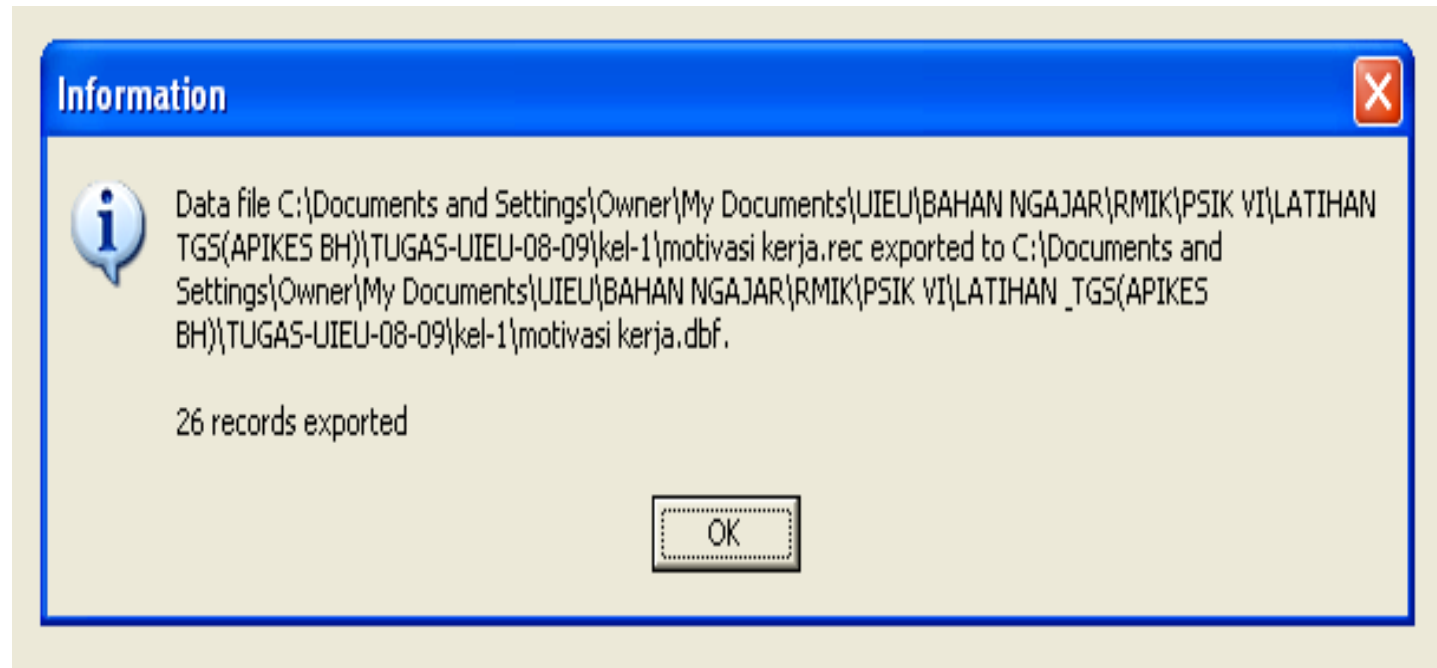 Information
Data file C:\Documents and Settings\Owner\My Documents\UIEU\BAHAN NGAJAR\RMIK\PSIK VI\LATIHAN
TGS(APIKES BH)\TUGAS-UIEU-08-09\kel-1\motivasi kerja.rec exported to C:\Documents and
Settings\Owner\My Documents\UIEU\BAHAN NGAJAR\RMIK\PSIK VI\LATIHAN _TGS(APIKES
BH)\TUGAS-UIEU-08-09\kel-1\motivasi kerja.dbf.
26 records exported
OK